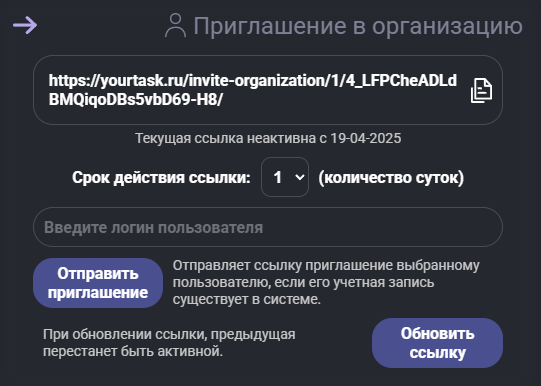 Приглашение в организацию
https://yourtask.ru/invite-organization/1/4_LFPCheADLd
BMQiqoDBs5vbD69-H8/
Текущая ссылка неактивна с 19-04-2025
Срок действия ссылки: 1 (количество суток)
Введите логин пользователя
Отправить
приглашение
Отправляет ссылку приглашение выбранному
пользователю, если его учетная запись
существует в системе.
При обновлении ссылки, предыдущая
перестанет быть активной.
Обновить
ссылку